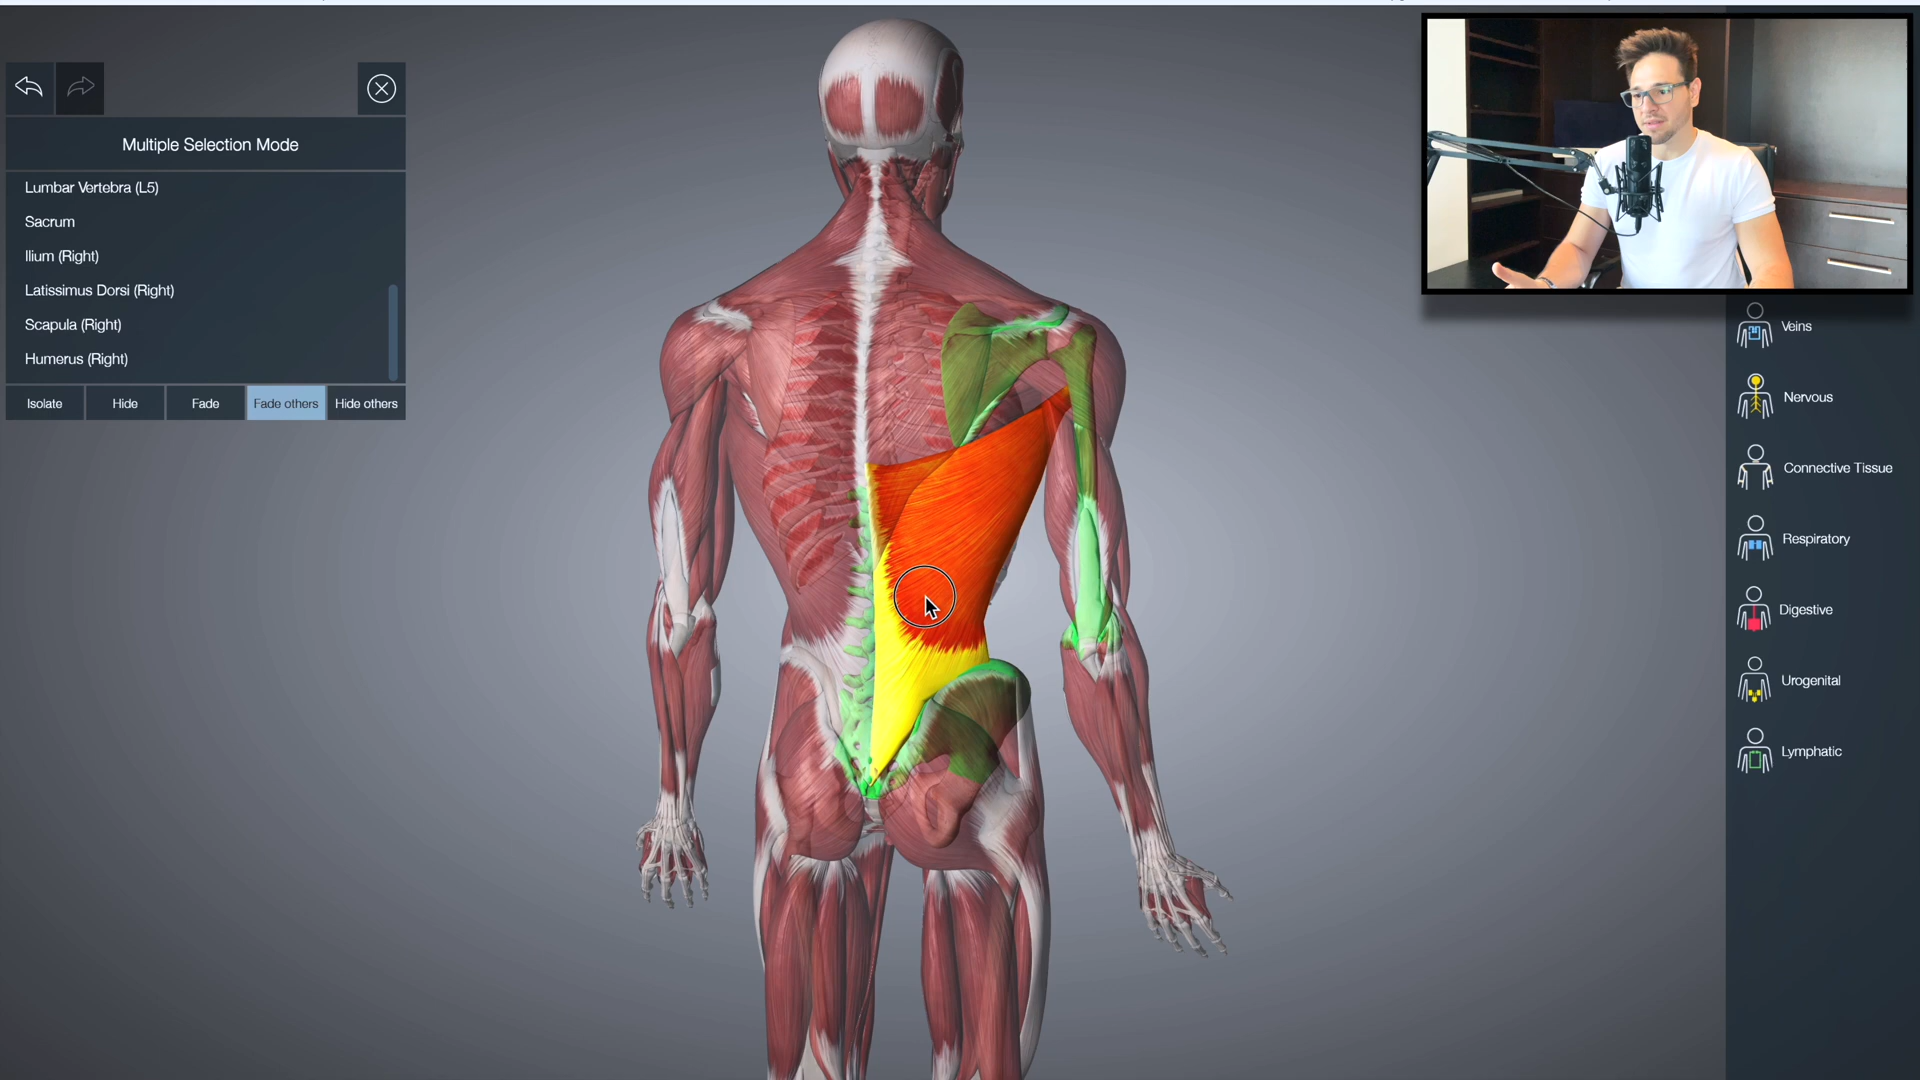 Multiple Selection Mode
Lumbar Vertebra (L5)
Sacrum
Ilium (Right)
Latissimus Dorsi (Right)
Scapula (Right)
Humerus (Right)
Isolate Hide Fade Fade others Hide others
Veins
Nervous
Connective Tissue
Respiratory
Digestive
Urogenital
Lymphatic